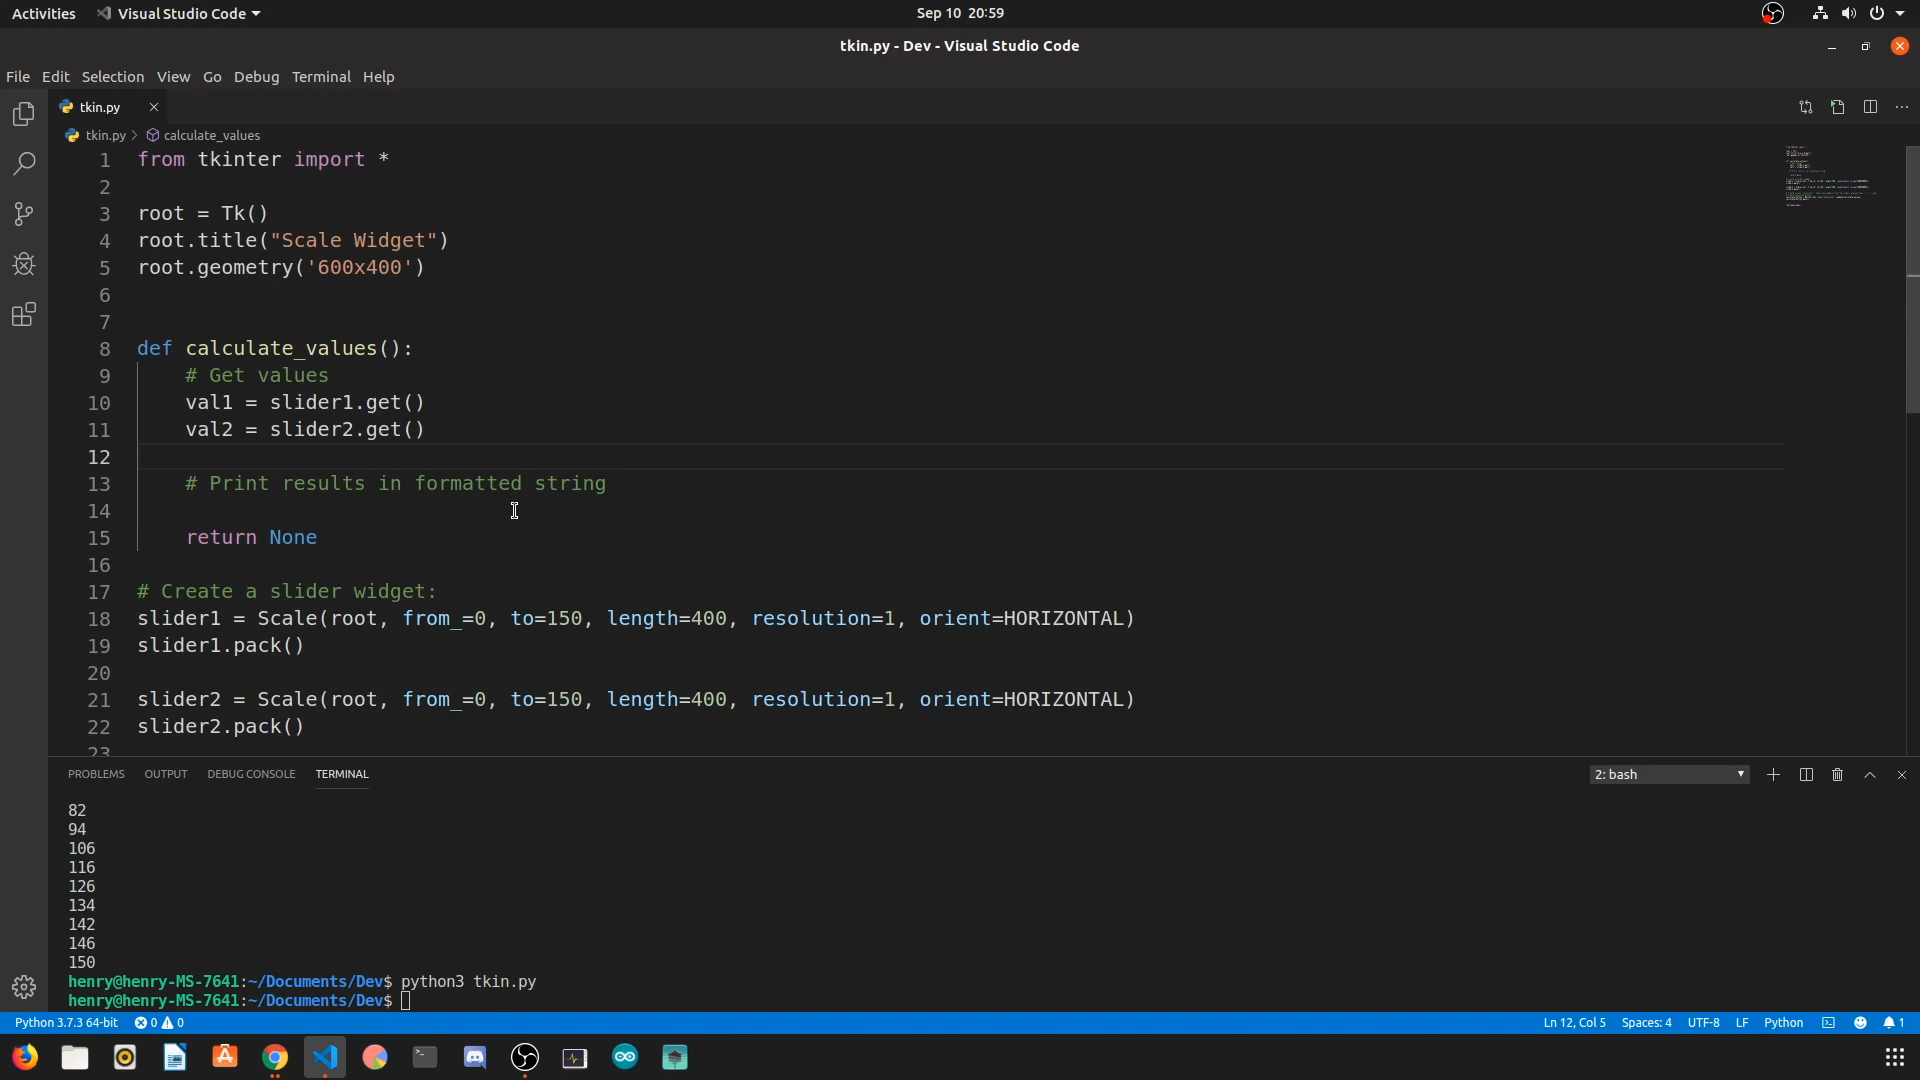 Activities Visual Studio Code Sep 10 20:59
tkin.py - Dev - Visual Studio Code
File Edit Selection View Go Debug Terminal Help
tkin.py
tkin.py > calculate_values
1 from tkinter import *
2
3 root = Tk()
4 root.title("Scale Widget")
5 root.geometry('600x400')
6
7
8 def calculate_values():
9 # Get values
10 val1 = slider1.get()
11 val2 = slider2.get()
12
13 # Print results in formatted string
14
15 return None
16
17 # Create a slider widget:
18 slider1 = Scale(root, from_=0, to=150, length=400, resolution=1, orient=HORIZONTAL)
19 slider1.pack()
20
21 slider2 = Scale(root, from_=0, to=150, length=400, resolution=1, orient=HORIZONTAL)
22 slider2.pack()
23
PROBLEMS OUTPUT DEBUG CONSOLE TERMINAL 2: bash
82
94
106
116
126
134
142
146
150
henry@henry-MS-7641:~/Documents/Dev$ python3 tkin.py
henry@henry-MS-7641:~/Documents/Dev$
Python 3.7.3 64-bit 0 0 Ln 12, Col 5 Spaces: 4 UTF-8 LF Python 1